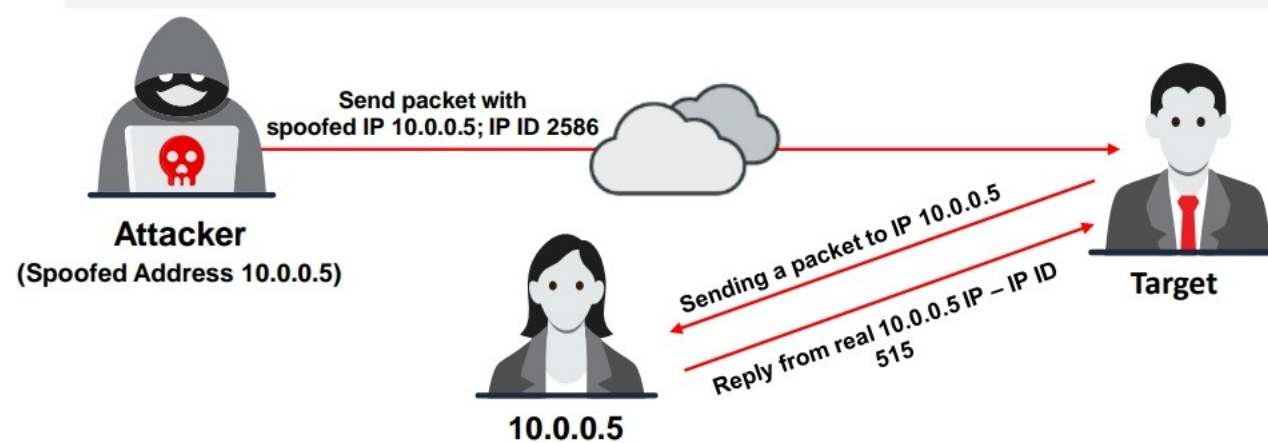 Send packet with
spoofed IP 10.0.0.5; IP ID 2586
Attacker
(Spoofed Address 10.0.0.5)
Sending a packet to IP 10.0.0.5
Reply from real 10.0.0.5 IP – IP ID
515
Target
10.0.0.5